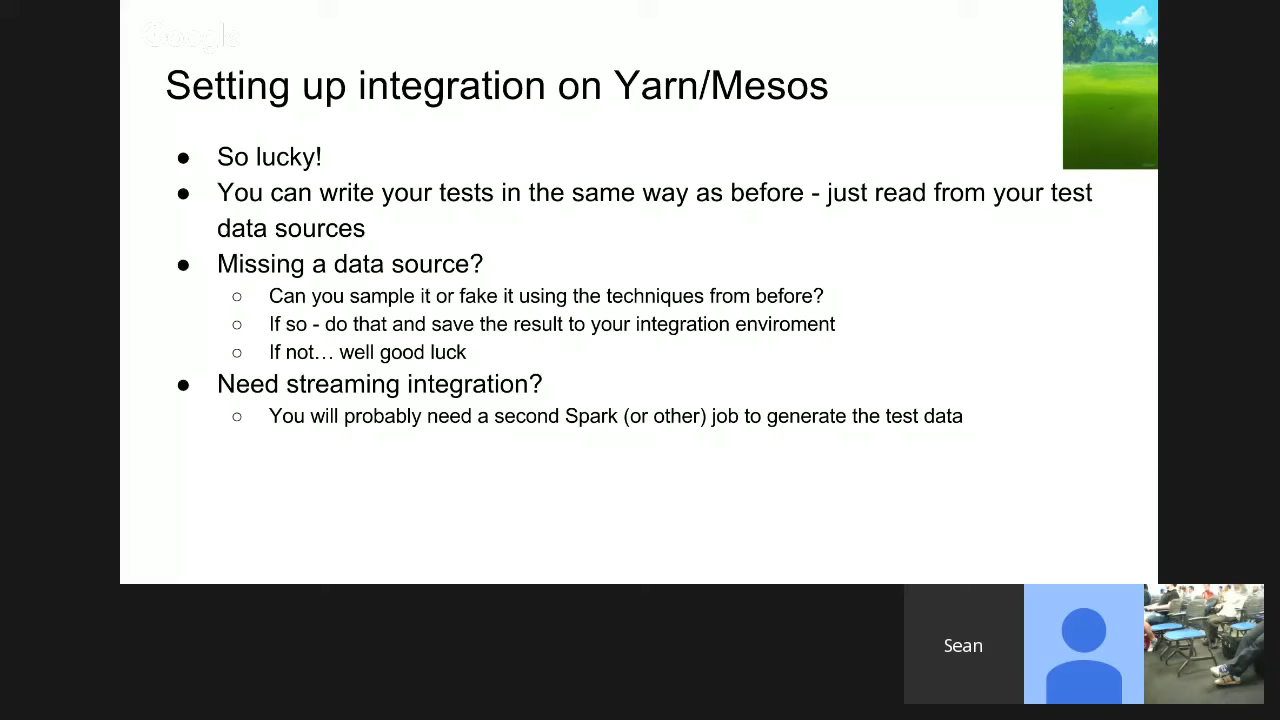 Google
Setting up integration on Yarn/Mesos
● So lucky!
● You can write your tests in the same way as before - just read from your test
data sources
● Missing a data source?
○ Can you sample it or fake it using the techniques from before?
○ If so - do that and save the result to your integration enviroment
○ If not… well good luck
● Need streaming integration?
○ You will probably need a second Spark (or other) job to generate the test data
Sean